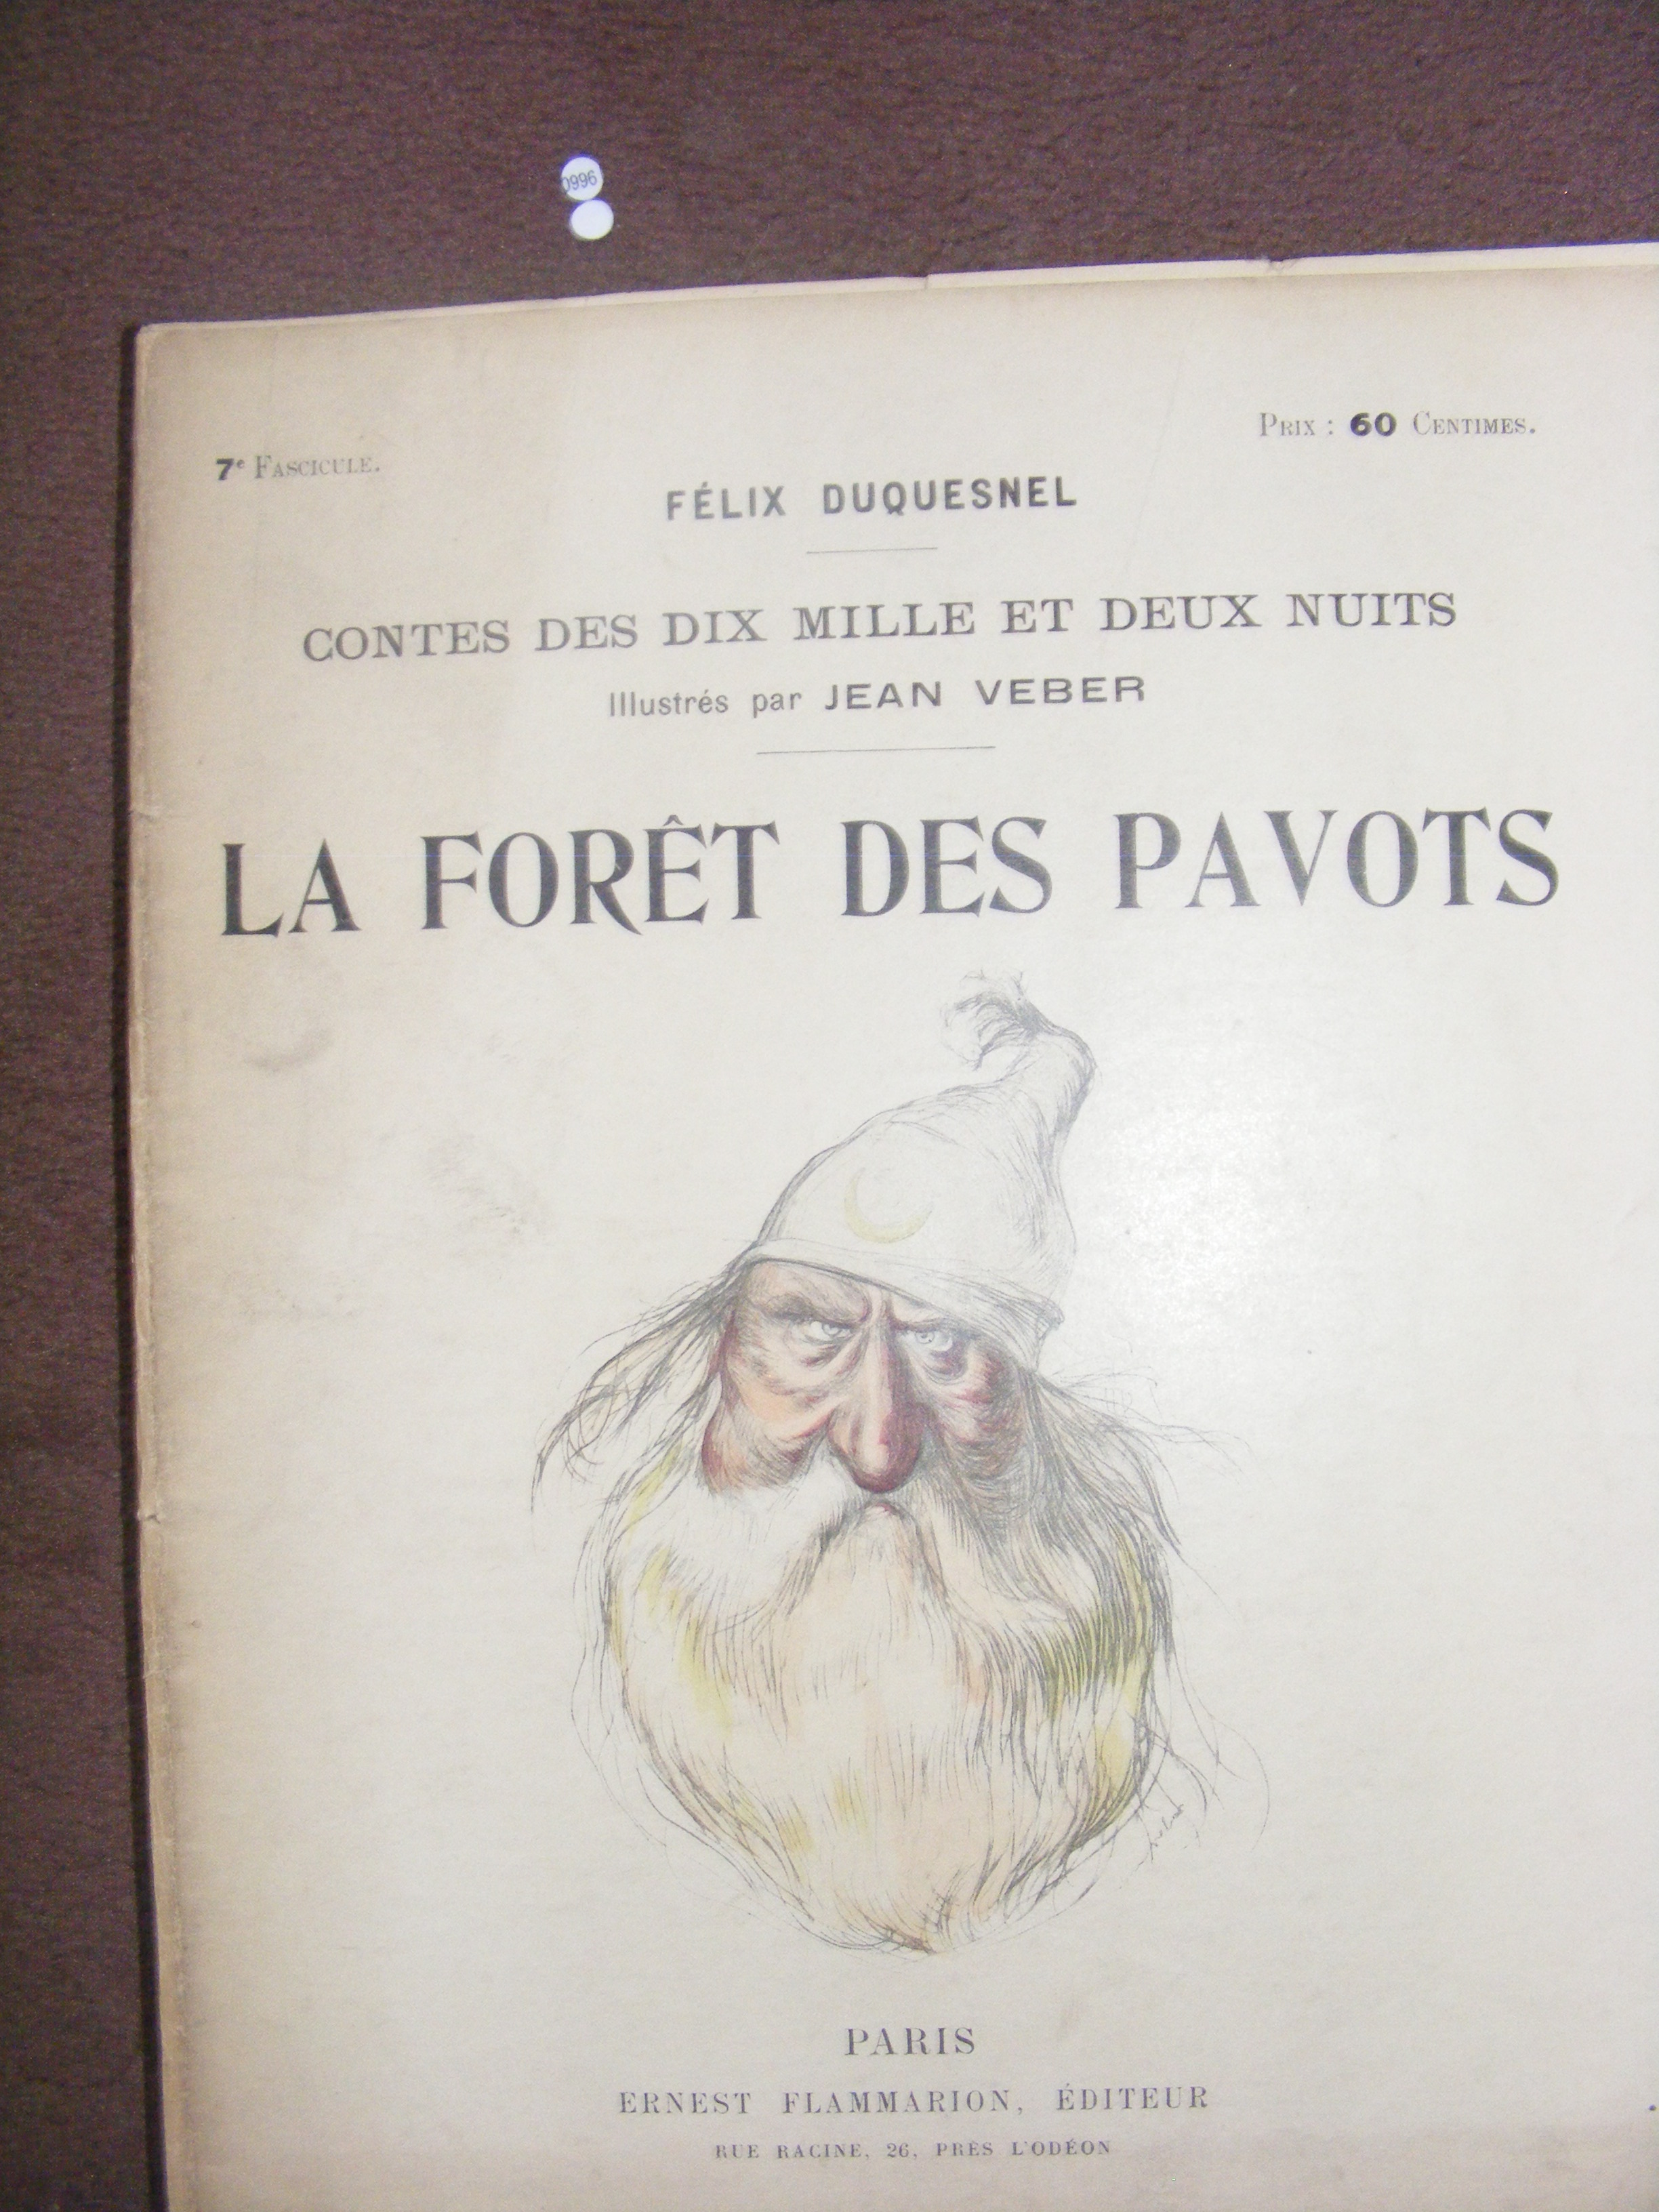 0996
7e FASCICULE.
PRIX : 60 CENTIMES.
FÉLIX DUQUESNEL
CONTES DES DIX MILLE ET DEUX NUITS
Illustrés par JEAN VEBER
LA FORÊT DES PAVOTS
PARIS
ERNEST FLAMMARION, ÉDITEUR
RUE RACINE, 26, PRÈS L'ODÉON